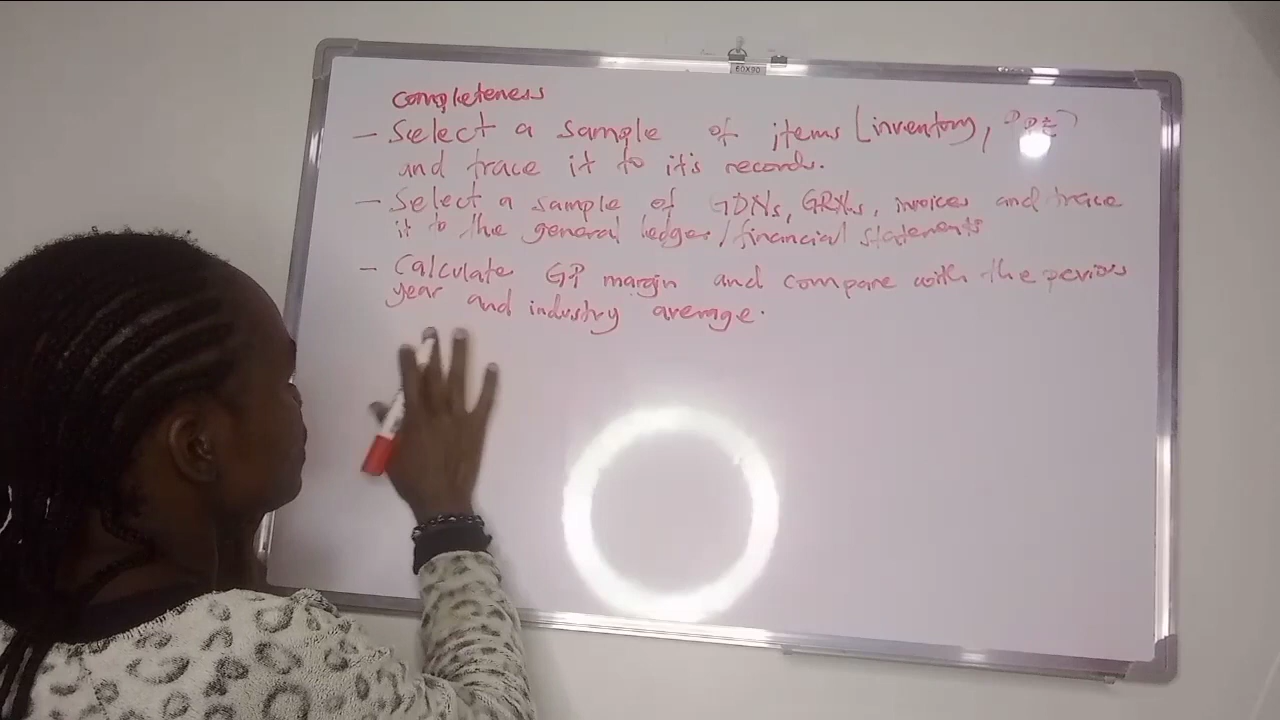 60X90
Completeness
- Select a sample of items (inventory, PPE)
and trace it to it's records.
- Select a sample of GDNs, GRNs, invoices and trace
it to the general ledger/financial statements
- Calculate GP margin and compare with the pervious
year and industry average.